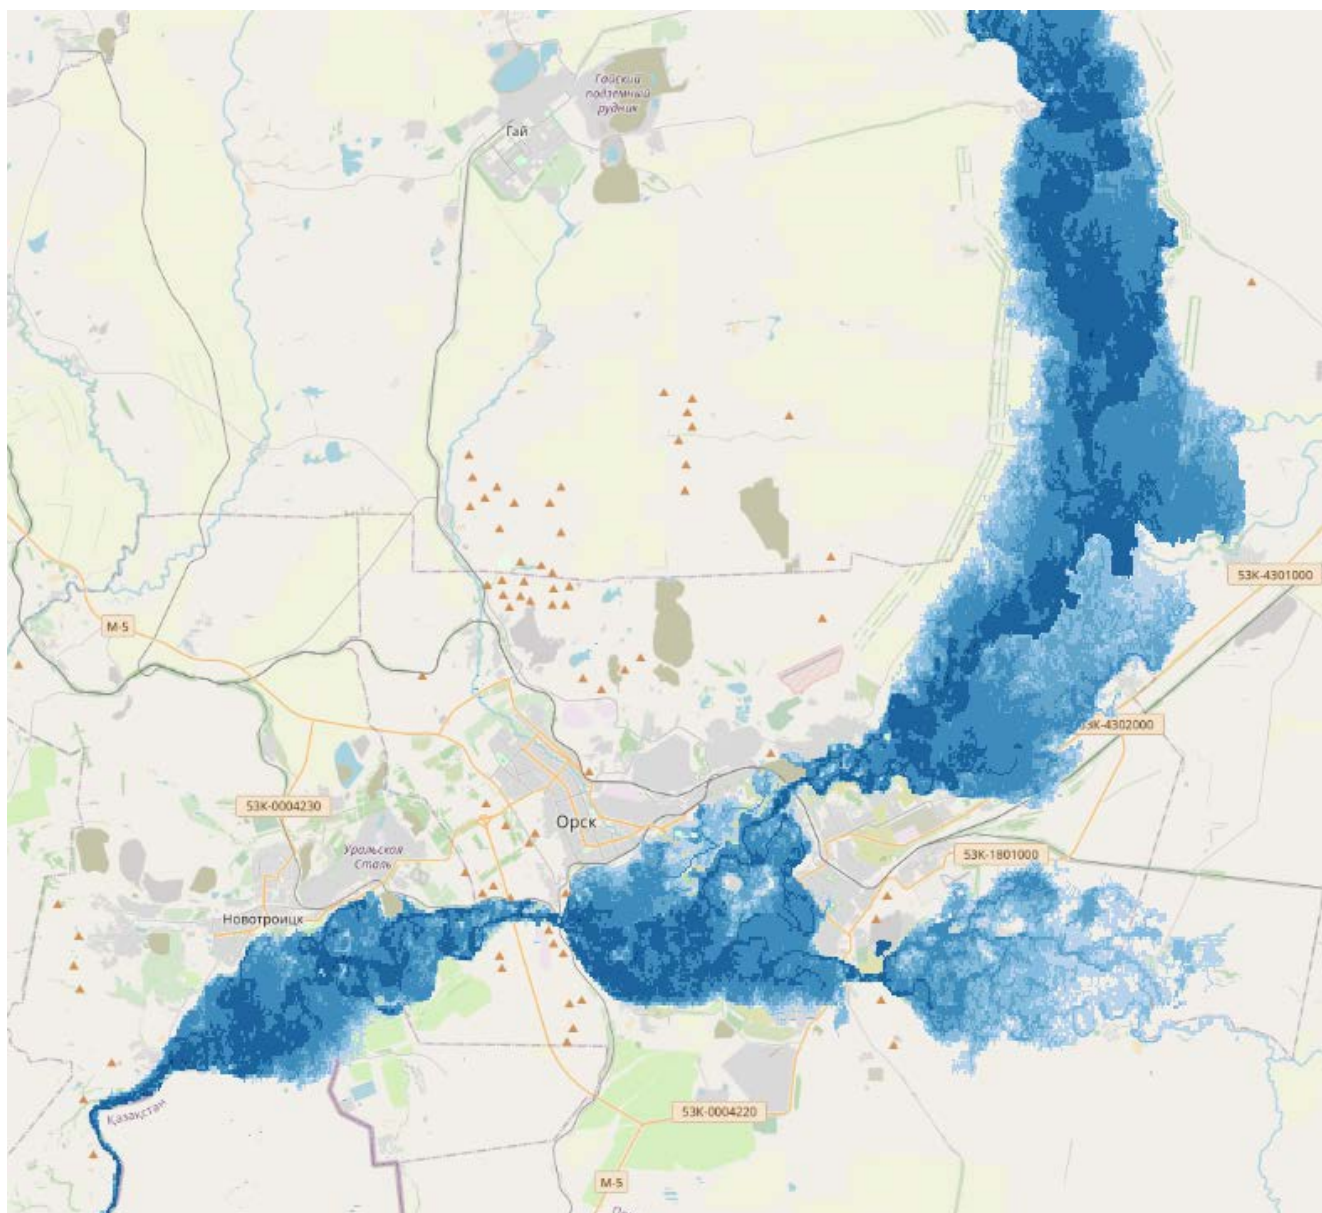 Гайский
подземный
рудник
Гай
53К-4301000
М-5
53К-4302000
53К-0004230
Орск
Уральская
Сталь
53К-1801000
Новотроицк
Қазақстан
53К-0004220
М-5